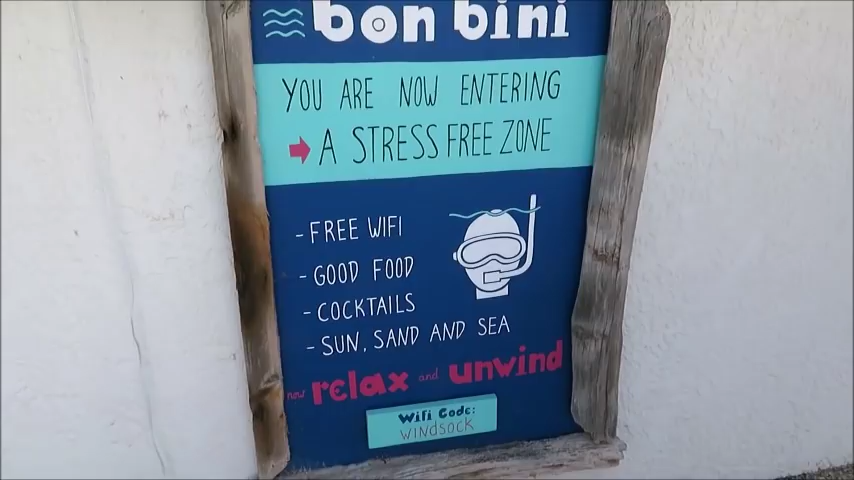 bon bini
YOU ARE NOW ENTERING
A STRESS FREE ZONE
- FREE WIFI
- GOOD FOOD
- COCKTAILS
- SUN, SAND AND SEA
now relax and unwind
Wifi Code:
WINDSOCK